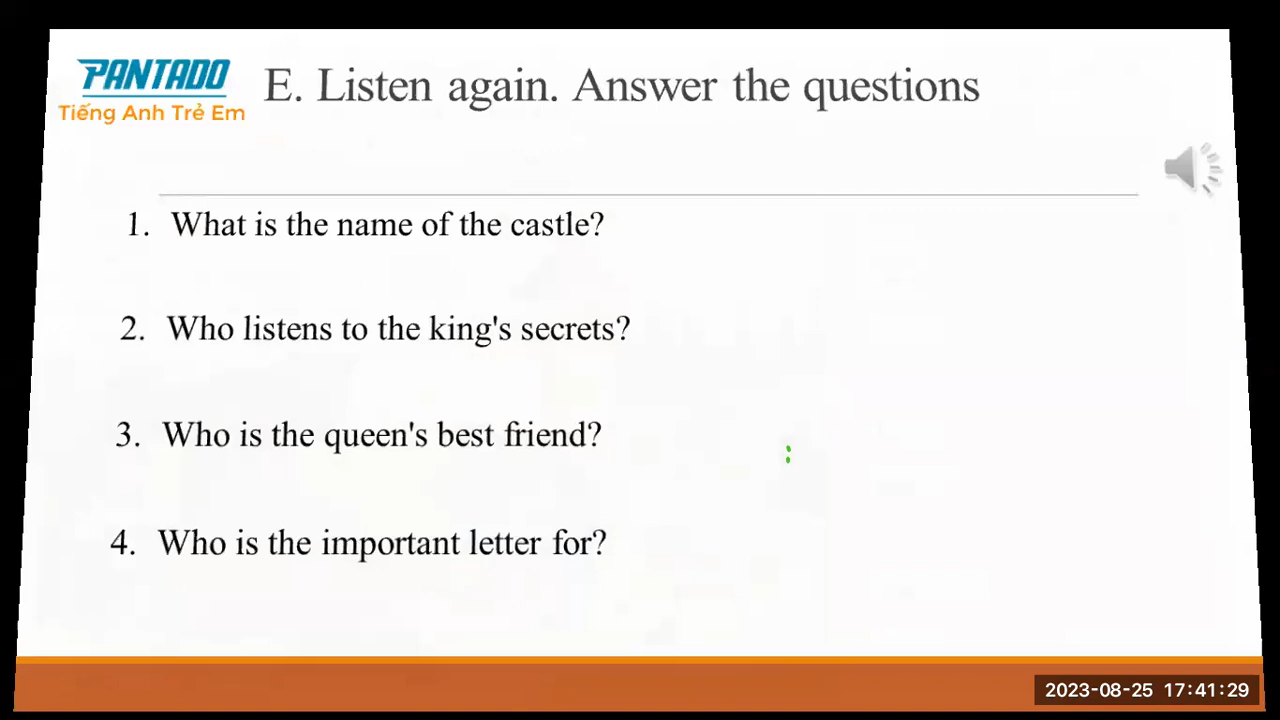 PANTADO
Tiếng Anh Trẻ Em
E. Listen again. Answer the questions
1. What is the name of the castle?
2. Who listens to the king's secrets?
3. Who is the queen's best friend?
4. Who is the important letter for?
2023-08-25 17:41:29